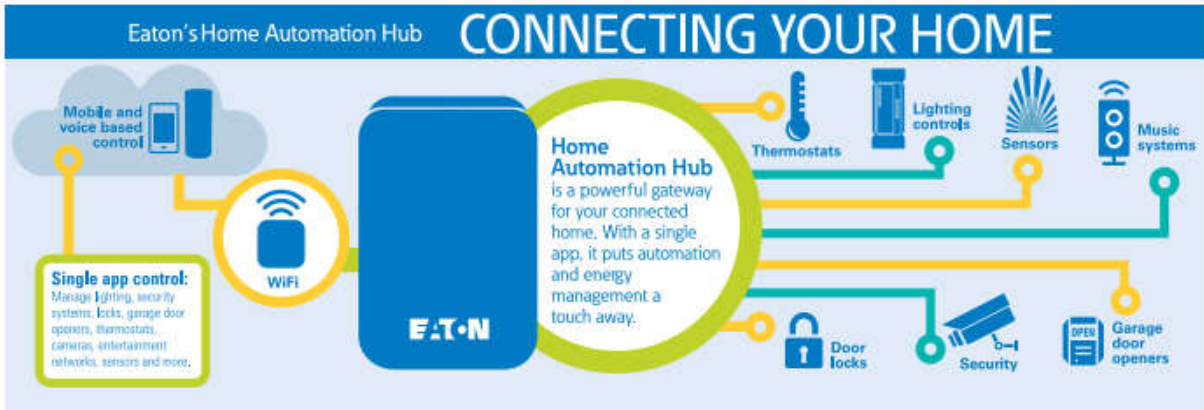 Eaton's Home Automation Hub CONNECTING YOUR HOME
Mobile and
voice based
control
Single app control:
Manage lighting, security
systems, locks, garage door
openers, thermostats,
cameras, entertainment
networks, sensors and more.
WiFi
EATON
Home
Automation Hub
is a powerful gateway
for your connected
home. With a single
app, it puts automation
and energy
management a
touch away.
Thermostats
Lighting
controls
Sensors
Music
systems
Door
locks
Security
OPEN
Garage
door
openers